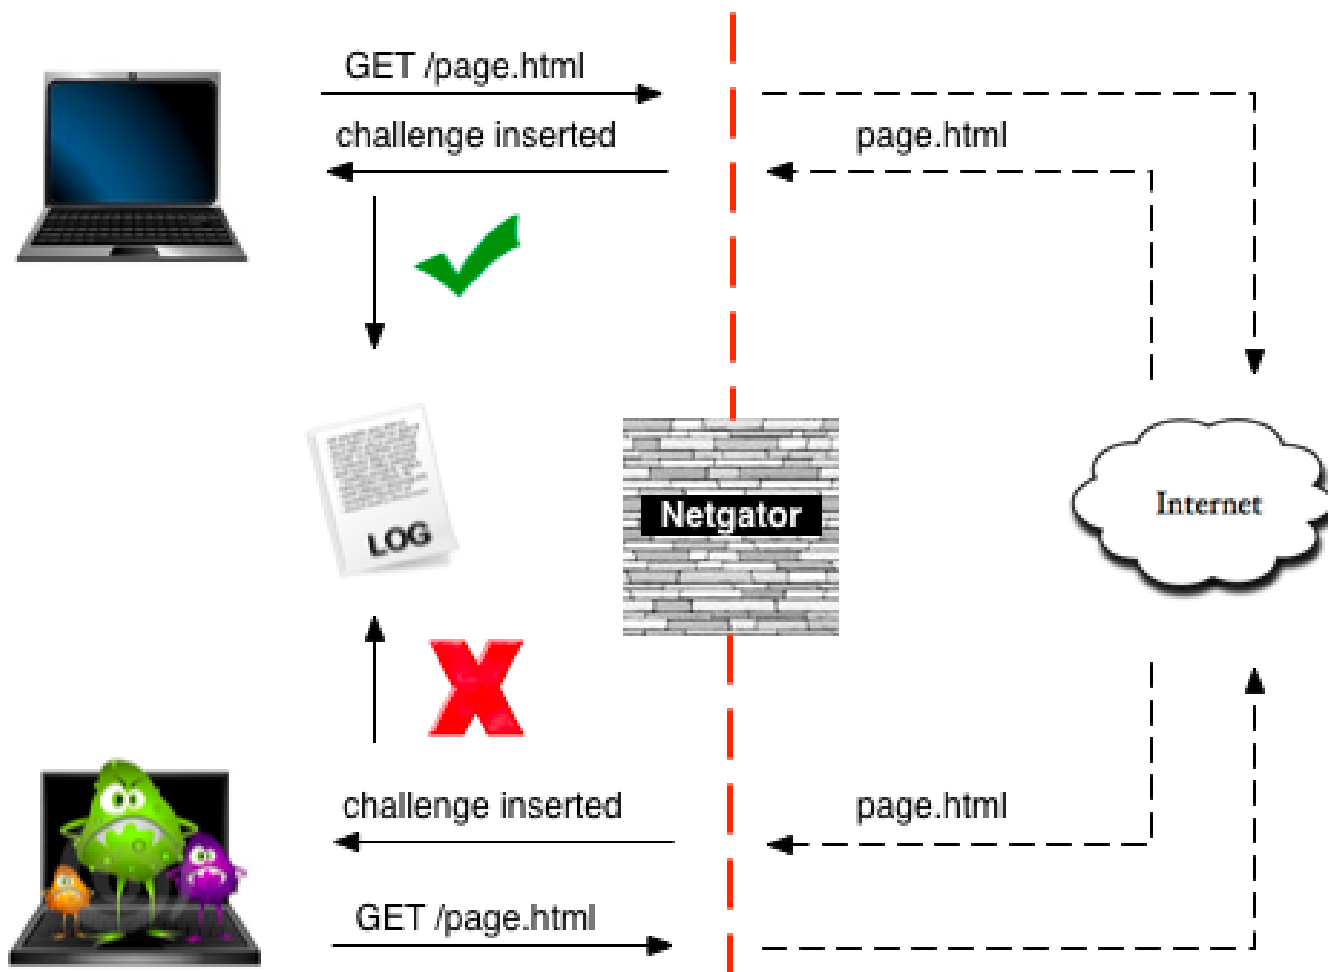 GET /page.html
challenge inserted
page.html
LOG
Netgator
Internet
challenge inserted
page.html
GET /page.html